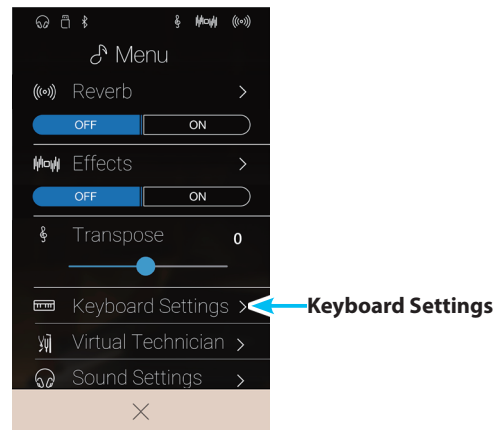 Menu
Reverb
OFF ON
Effects
OFF ON
Transpose 0
Keyboard Settings
Keyboard Settings
Virtual Technician
Sound Settings